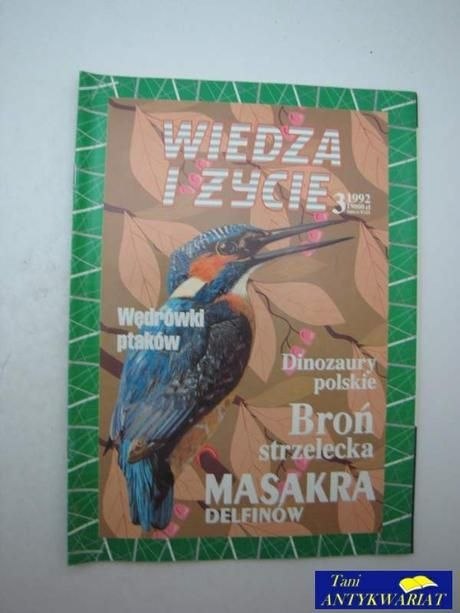 WIEDZA
I ŻYCIE
3
1992
Wędrówki
ptaków
Dinozaury
polskie
Broń
strzelecka
MASAKRA
DELFINÓW
Tani
ANTYKWARIAT